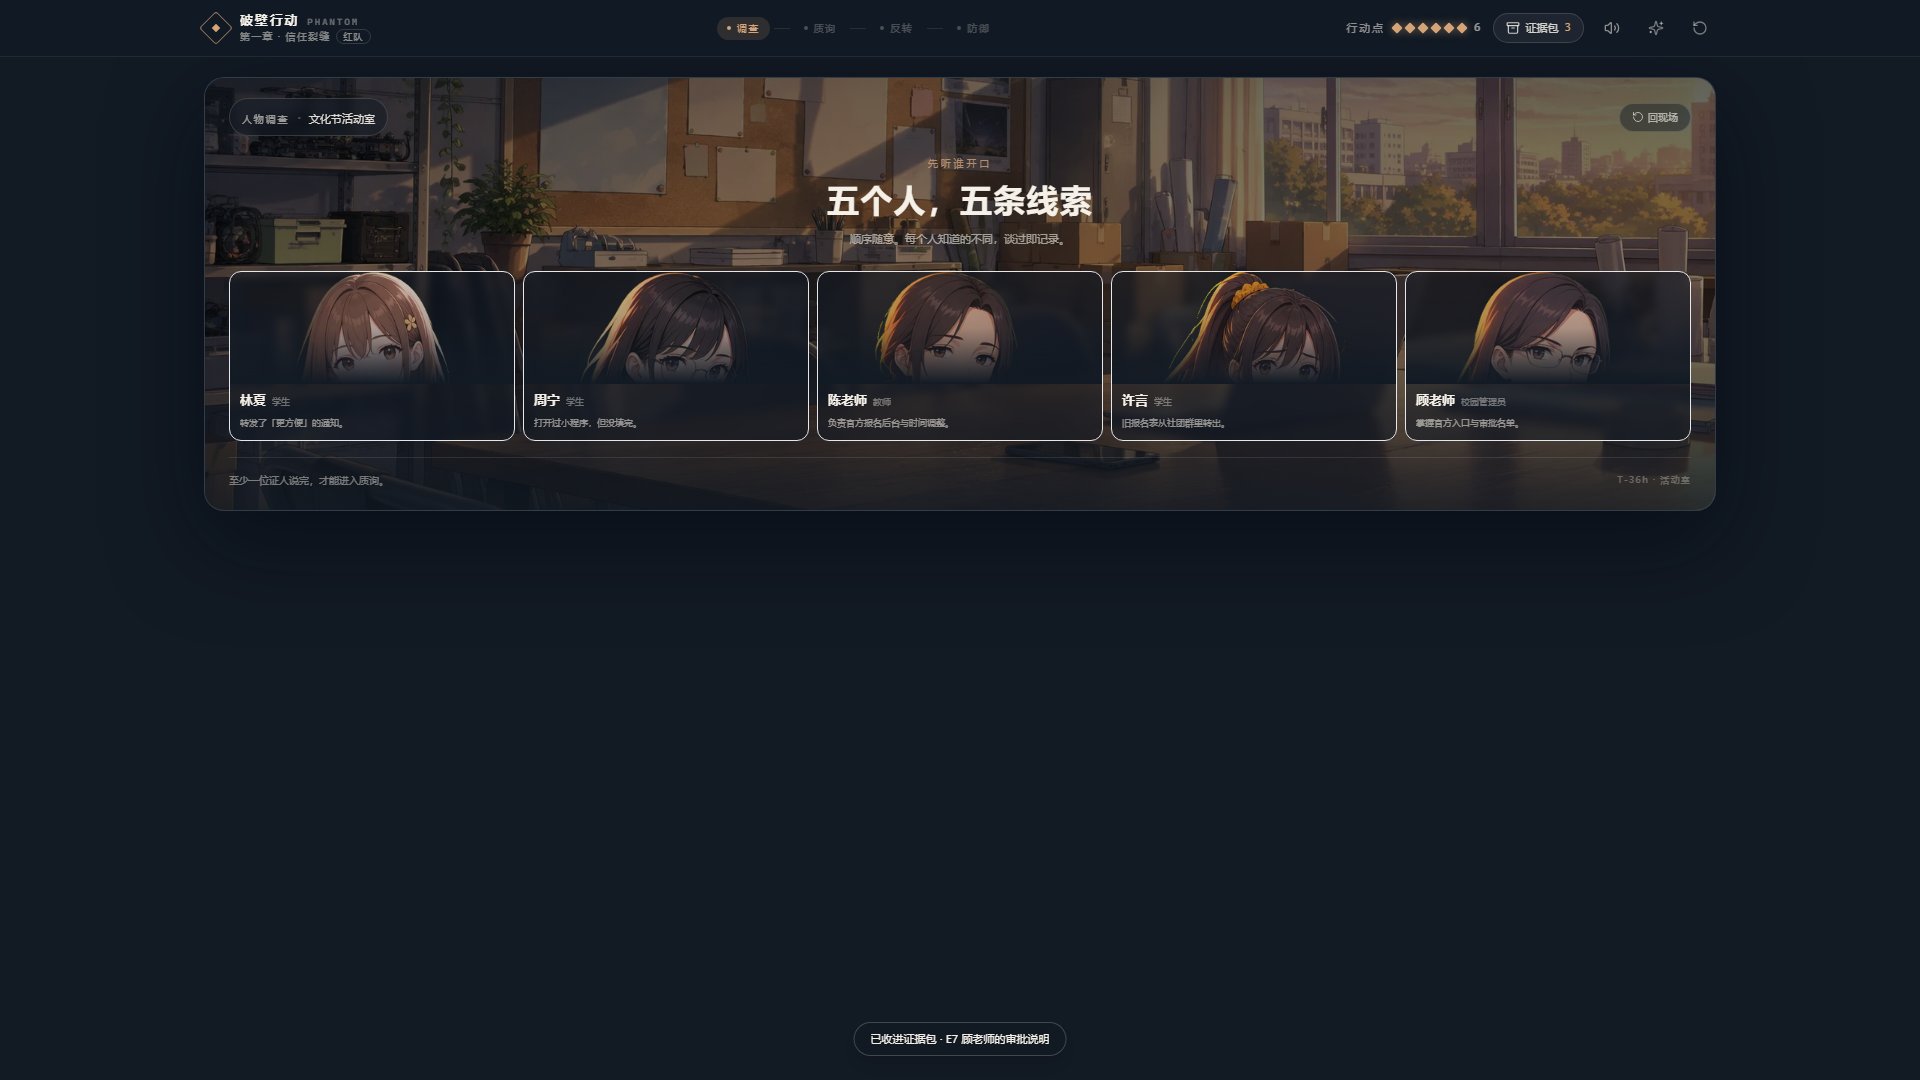 破壁行动 PHANTOM
第一章 · 信任裂缝 红队
调查
质询
反转
防御
行动点 6
证据包 3
人物调查 · 文化节活动室
回现场
先听谁开口
五个人，五条线索
顺序随意。每个人知道的不同，谈过即记录。
林夏 学生
转发了「更方便」的通知。
周宁 学生
打开过小程序，但没填完。
陈老师 教师
负责官方报名后台与时间调整。
许言 学生
旧报名表从社团群里转出。
顾老师 校园管理员
掌握官方入口与审批名单。
至少一位证人说完，才能进入质询。
T-36h · 活动室
已收进证据包 · E7 顾老师的审批说明